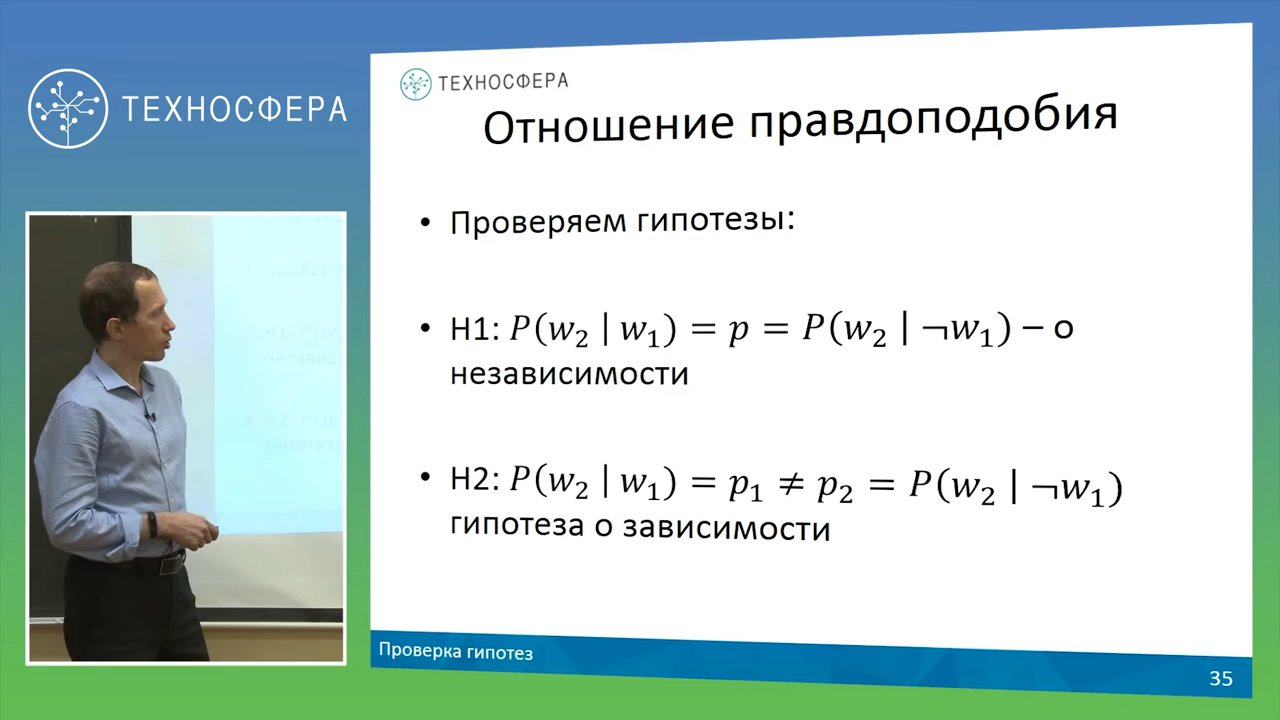 ТЕХНОСФЕРА
ТЕХНОСФЕРА
Отношение правдоподобия
• Проверяем гипотезы:
• H1: P(w₂ | w₁) = p = P(w₂ | ¬w₁) – о
независимости
• H2: P(w₂ | w₁) = p₁ ≠ p₂ = P(w₂ | ¬w₁)
гипотеза о зависимости
Проверка гипотез
35